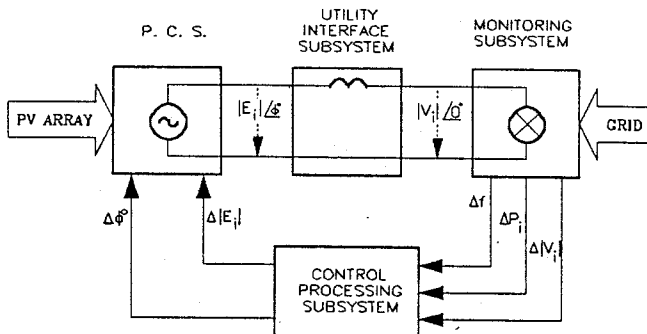 P. C. S.
UTILITY
INTERFACE
SUBSYSTEM
MONITORING
SUBSYSTEM
PV ARRAY
|E_i| /ϕ°
|V_i| /0°
GRID
Δϕ°
Δ|E_i|
Δf
ΔP_i
Δ|V_i|
CONTROL
PROCESSING
SUBSYSTEM